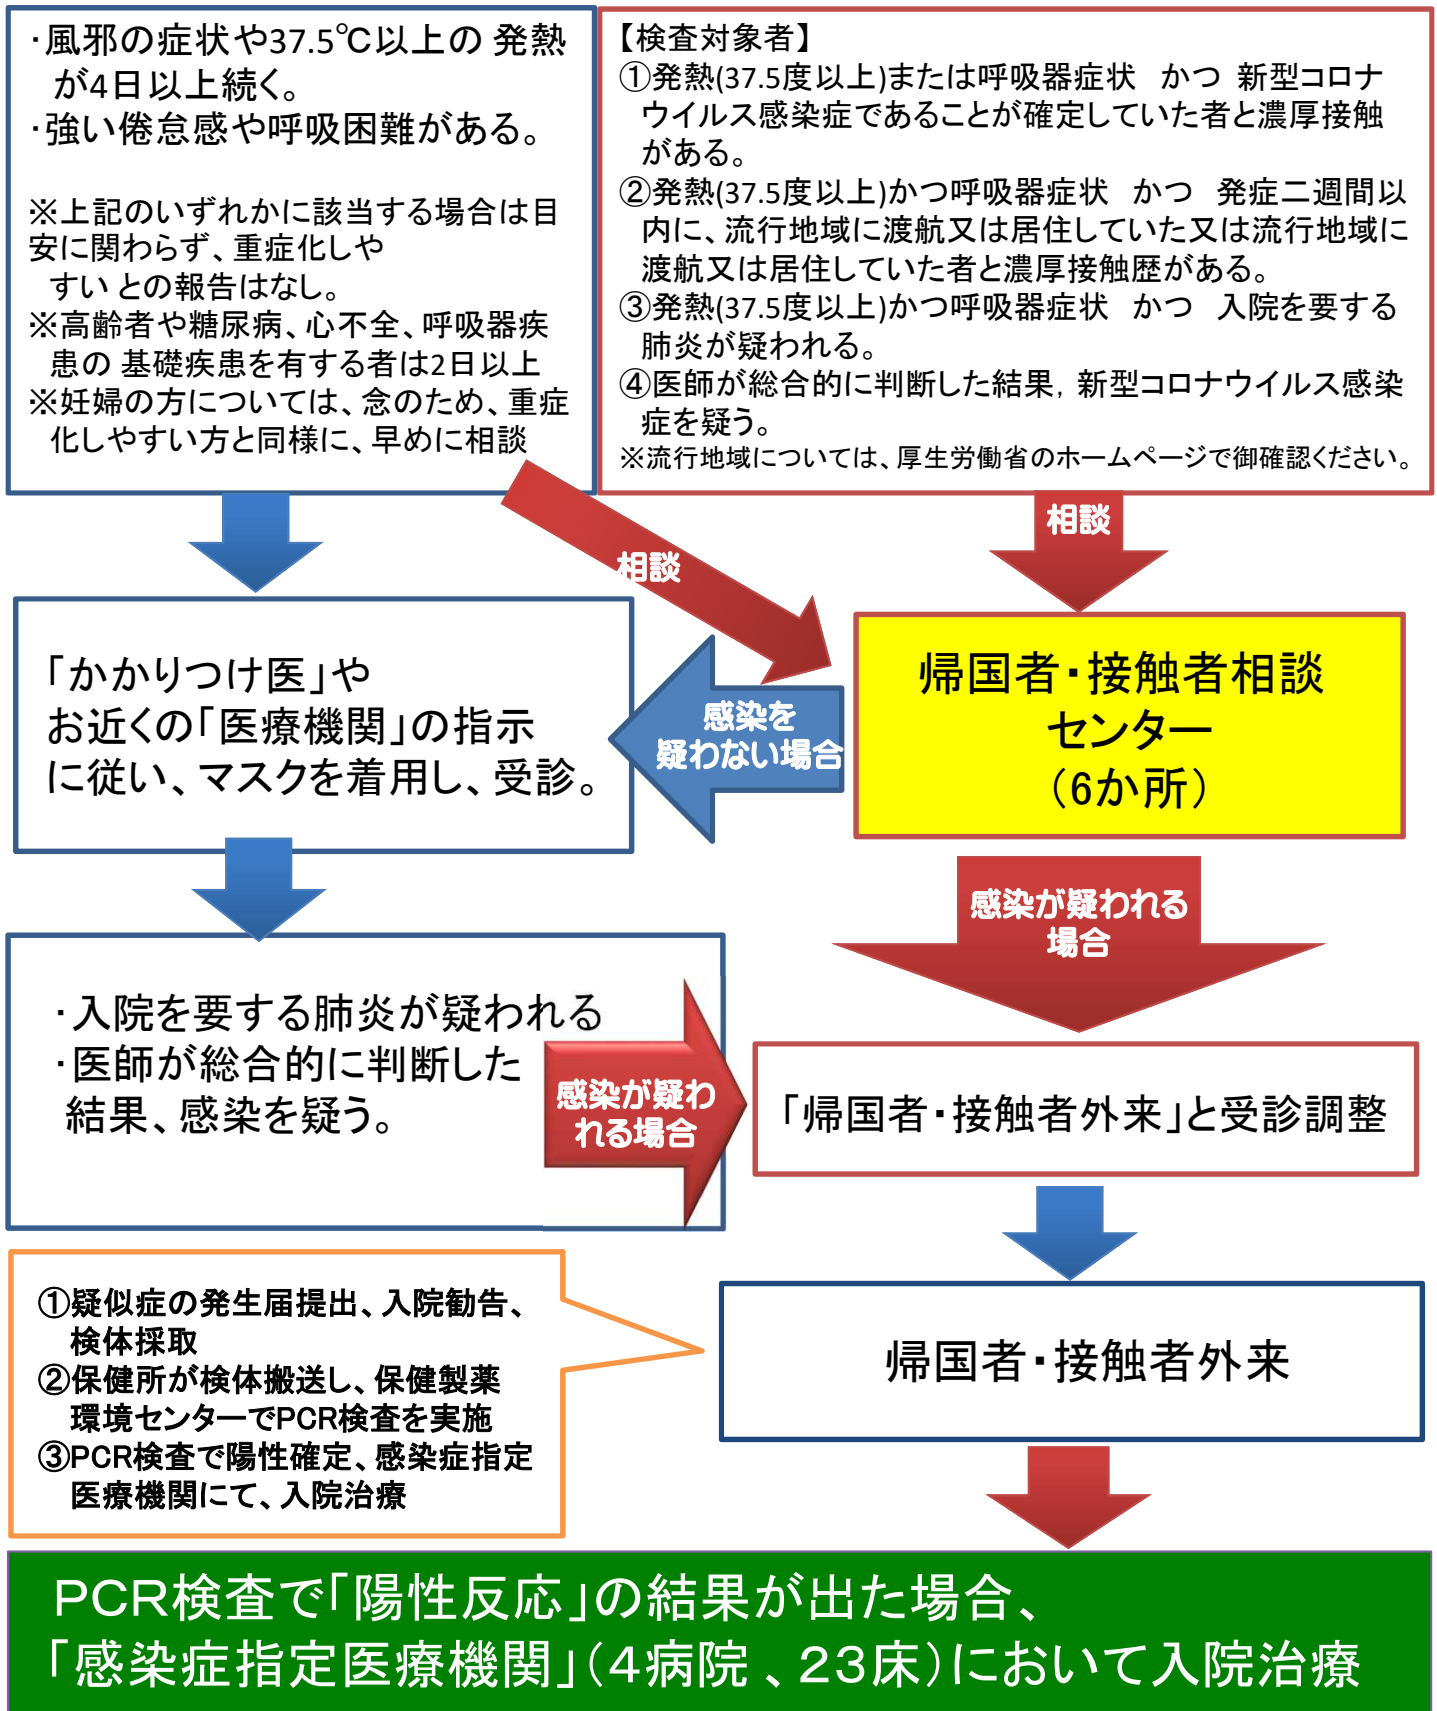 ・風邪の症状や37.5℃以上の 発熱
が4日以上続く。
・強い倦怠感や呼吸困難がある。
※上記のいずれかに該当する場合は目
安に関わらず、重症化しや
すい との報告はなし。
※高齢者や糖尿病、心不全、呼吸器疾
患の 基礎疾患を有する者は2日以上
※妊婦の方については、念のため、重症
化しやすい方と同様に、早めに相談
【検査対象者】
①発熱(37.5度以上)または呼吸器症状　かつ　新型コロナ
ウイルス感染症であることが確定していた者と濃厚接触
がある。
②発熱(37.5度以上)かつ呼吸器症状　かつ　発症二週間以
内に、流行地域に渡航又は居住していた又は流行地域に
渡航又は居住していた者と濃厚接触歴がある。
③発熱(37.5度以上)かつ呼吸器症状　かつ　入院を要する
肺炎が疑われる。
④医師が総合的に判断した結果，新型コロナウイルス感染
症を疑う。
※流行地域については、厚生労働省のホームページで御確認ください。
相談
相談
「かかりつけ医」や
お近くの「医療機関」の指示
に従い、マスクを着用し、受診。
感染を
疑わない場合
帰国者・接触者相談
センター
（6か所）
感染が疑われる
場合
・入院を要する肺炎が疑われる
・医師が総合的に判断した
結果、感染を疑う。
感染が疑わ
れる場合
「帰国者・接触者外来」と受診調整
①疑似症の発生届提出、入院勧告、
検体採取
②保健所が検体搬送し、保健製薬
環境センターでPCR検査を実施
③PCR検査で陽性確定、感染症指定
医療機関にて、入院治療
帰国者・接触者外来
ＰＣＲ検査で「陽性反応」の結果が出た場合、
「感染症指定医療機関」（４病院 、２３床）において入院治療